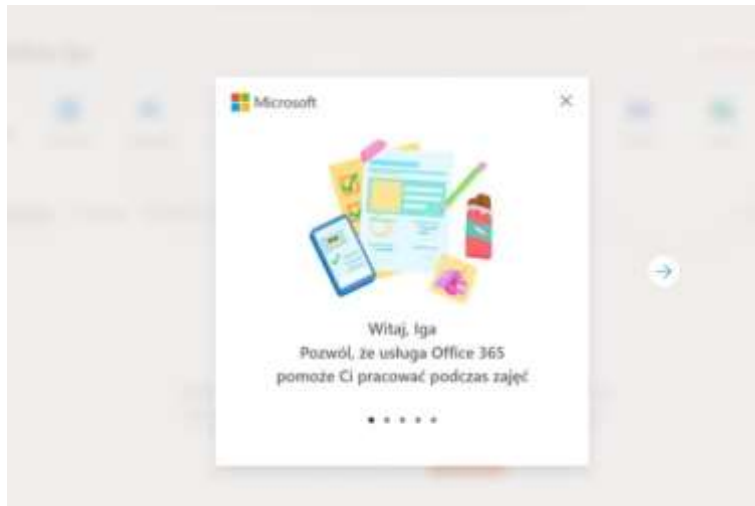 Microsoft
Witaj, Iga
Pozwól, że usługa Office 365
pomoże Ci pracować podczas zajęć